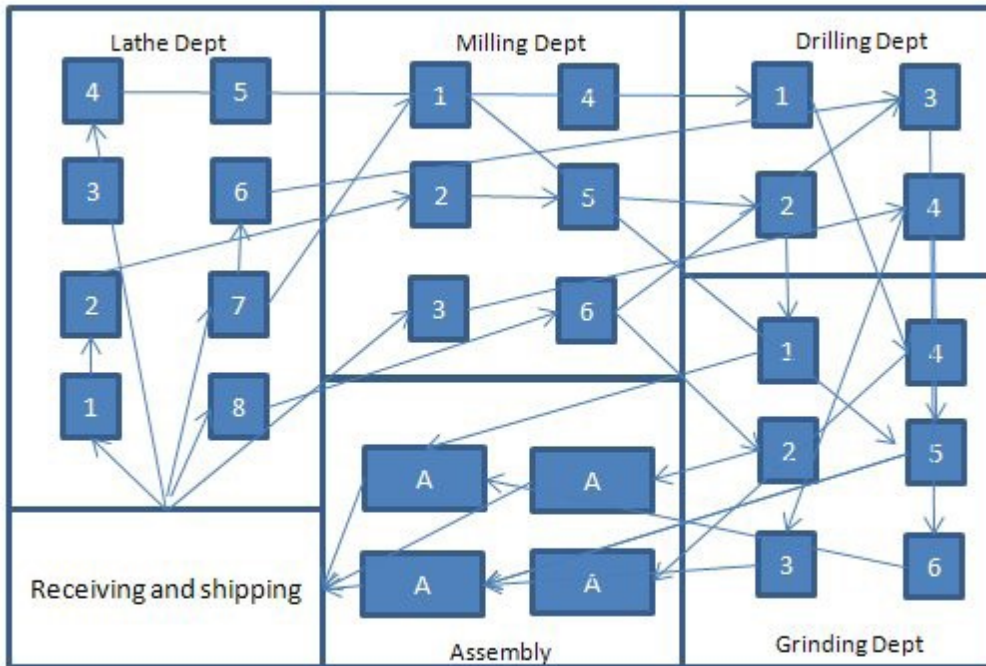 Lathe Dept
4 5
3 6
2 7
1 8
Receiving and shipping
Milling Dept
1 4
2 5
3 6
A A
A A
Assembly
Drilling Dept
1 3
2 4
1 4
2 5
3 6
Grinding Dept